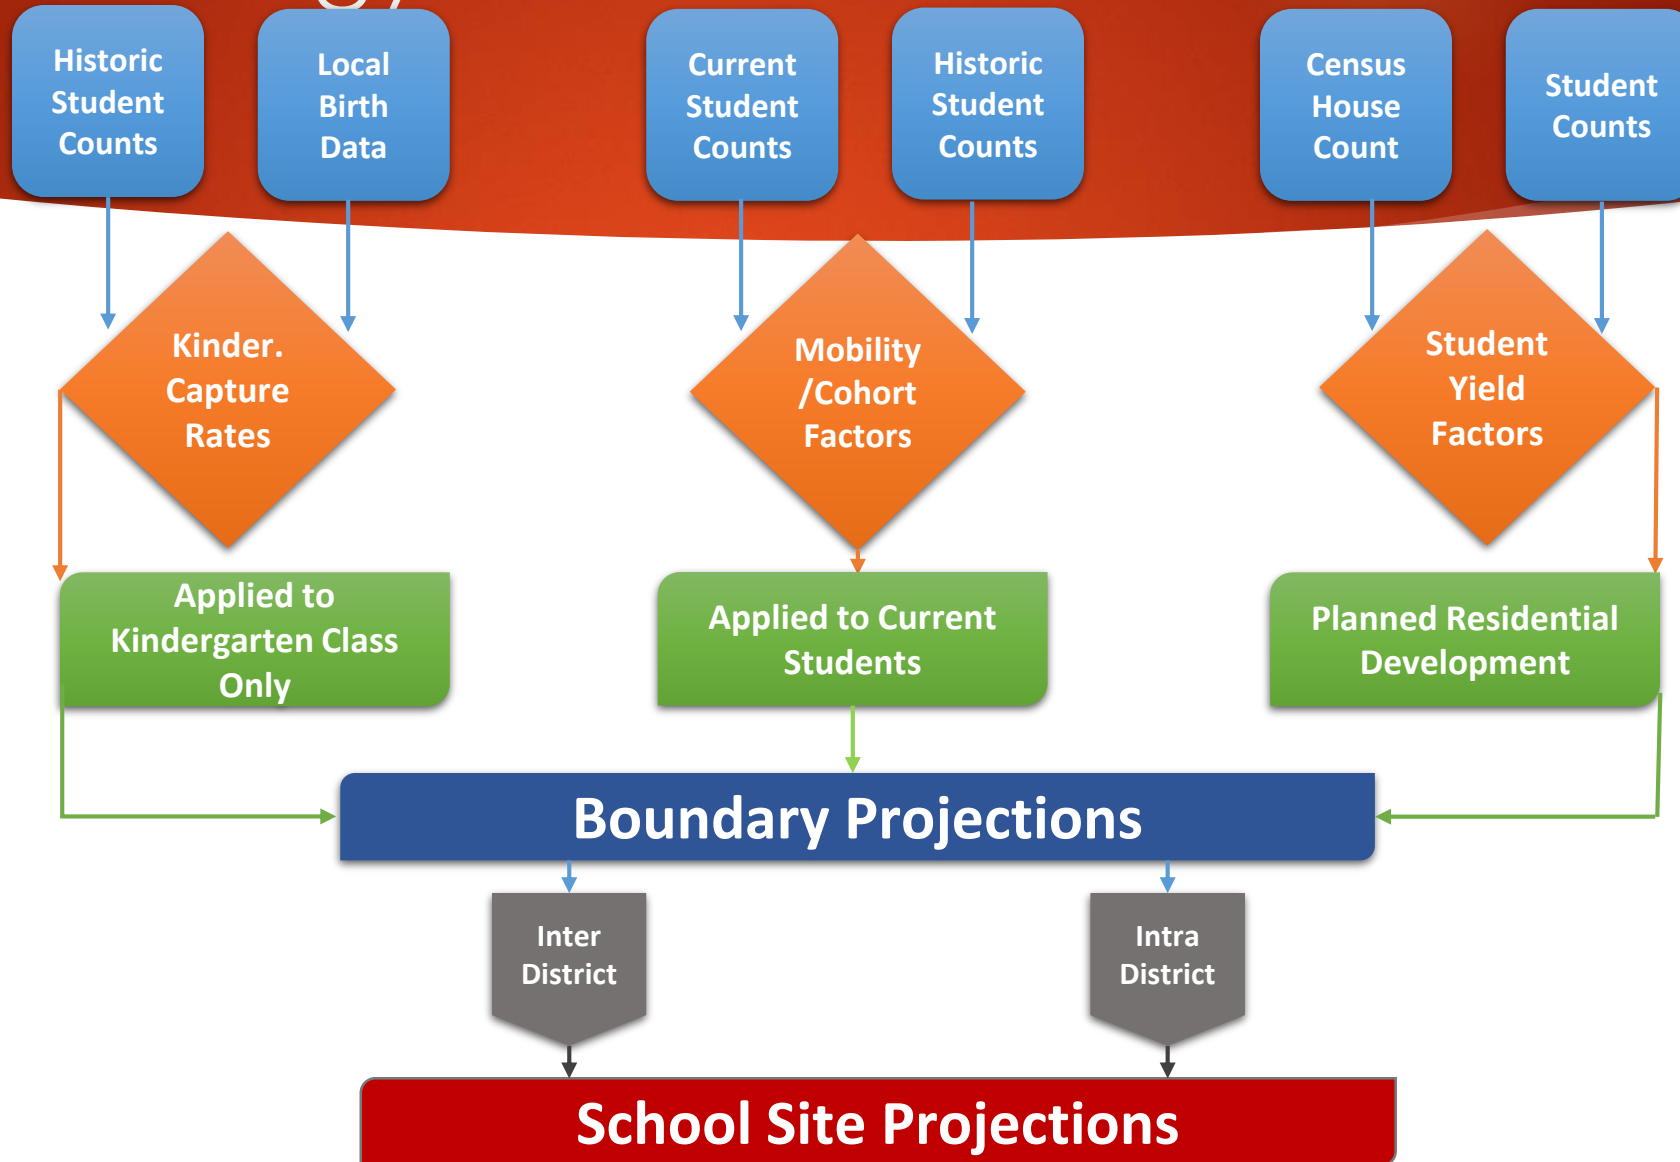 Historic
Student
Counts
Local
Birth
Data
Current
Student
Counts
Historic
Student
Counts
Census
House
Count
Student
Counts
Kinder.
Capture
Rates
Mobility
/Cohort
Factors
Student
Yield
Factors
Applied to
Kindergarten Class
Only
Applied to Current
Students
Planned Residential
Development
Boundary Projections
Inter
District
Intra
District
School Site Projections